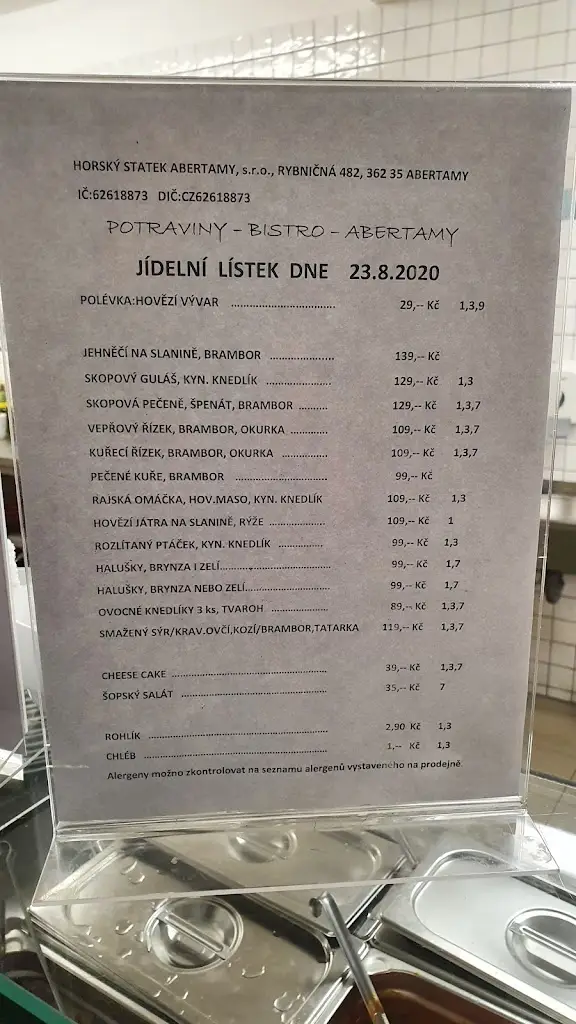 HORSKÝ STATEK ABERTAMY, s.r.o., RYBNIČNÁ 482, 362 35 ABERTAMY
IČ:62618873 DIČ:CZ62618873
POTRAVINY – BISTRO – ABERTAMY
JÍDELNÍ LÍSTEK DNE 23.8.2020
POLÉVKA:HOVĚZÍ VÝVAR .................................. 29,-- Kč 1,3,9
JEHNĚČÍ NA SLANINĚ, BRAMBOR ..................... 139,-- Kč
SKOPOVÝ GULÁŠ, KYN. KNEDLÍK ..................... 129,-- Kč 1,3
SKOPOVÁ PEČENĚ, ŠPENÁT, BRAMBOR ......... 129,-- Kč 1,3,7
VEPŘOVÝ ŘÍZEK, BRAMBOR, OKURKA ............ 109,-- Kč 1,3,7
KUŘECÍ ŘÍZEK, BRAMBOR, OKURKA ............... 109,-- Kč 1,3,7
PEČENÉ KUŘE, BRAMBOR .............................. 99,-- Kč
RAJSKÁ OMÁČKA, HOV.MASO, KYN. KNEDLÍK 109,-- Kč 1,3
HOVĚZÍ JÁTRA NA SLANINĚ, RÝŽE .................. 109,-- Kč 1
ROZLÍTANÝ PTÁČEK, KYN. KNEDLÍK ............... 99,-- Kč 1,3
HALUŠKY, BRYNZA I ZELÍ.................................... 99,-- Kč 1,7
HALUŠKY, BRYNZA NEBO ZELÍ............................ 99,-- Kč 1,7
OVOCNÉ KNEDLÍKY 3 ks, TVAROH ................... 89,-- Kč 1,3,7
SMAŽENÝ SÝR/KRAV.OVČÍ,KOZÍ/BRAMBOR,TATARKA 119,-- Kč 1,3,7
CHEESE CAKE .................................................. 39,-- Kč 1,3,7
ŠOPSKÝ SALÁT ............................................... 35,-- Kč 7
ROHLÍK .......................................................... 2,90 Kč 1,3
CHLÉB ............................................................ 1,-- Kč 1,3
Alergeny možno zkontrolovat na seznamu alergenů vystaveného na prodejně.